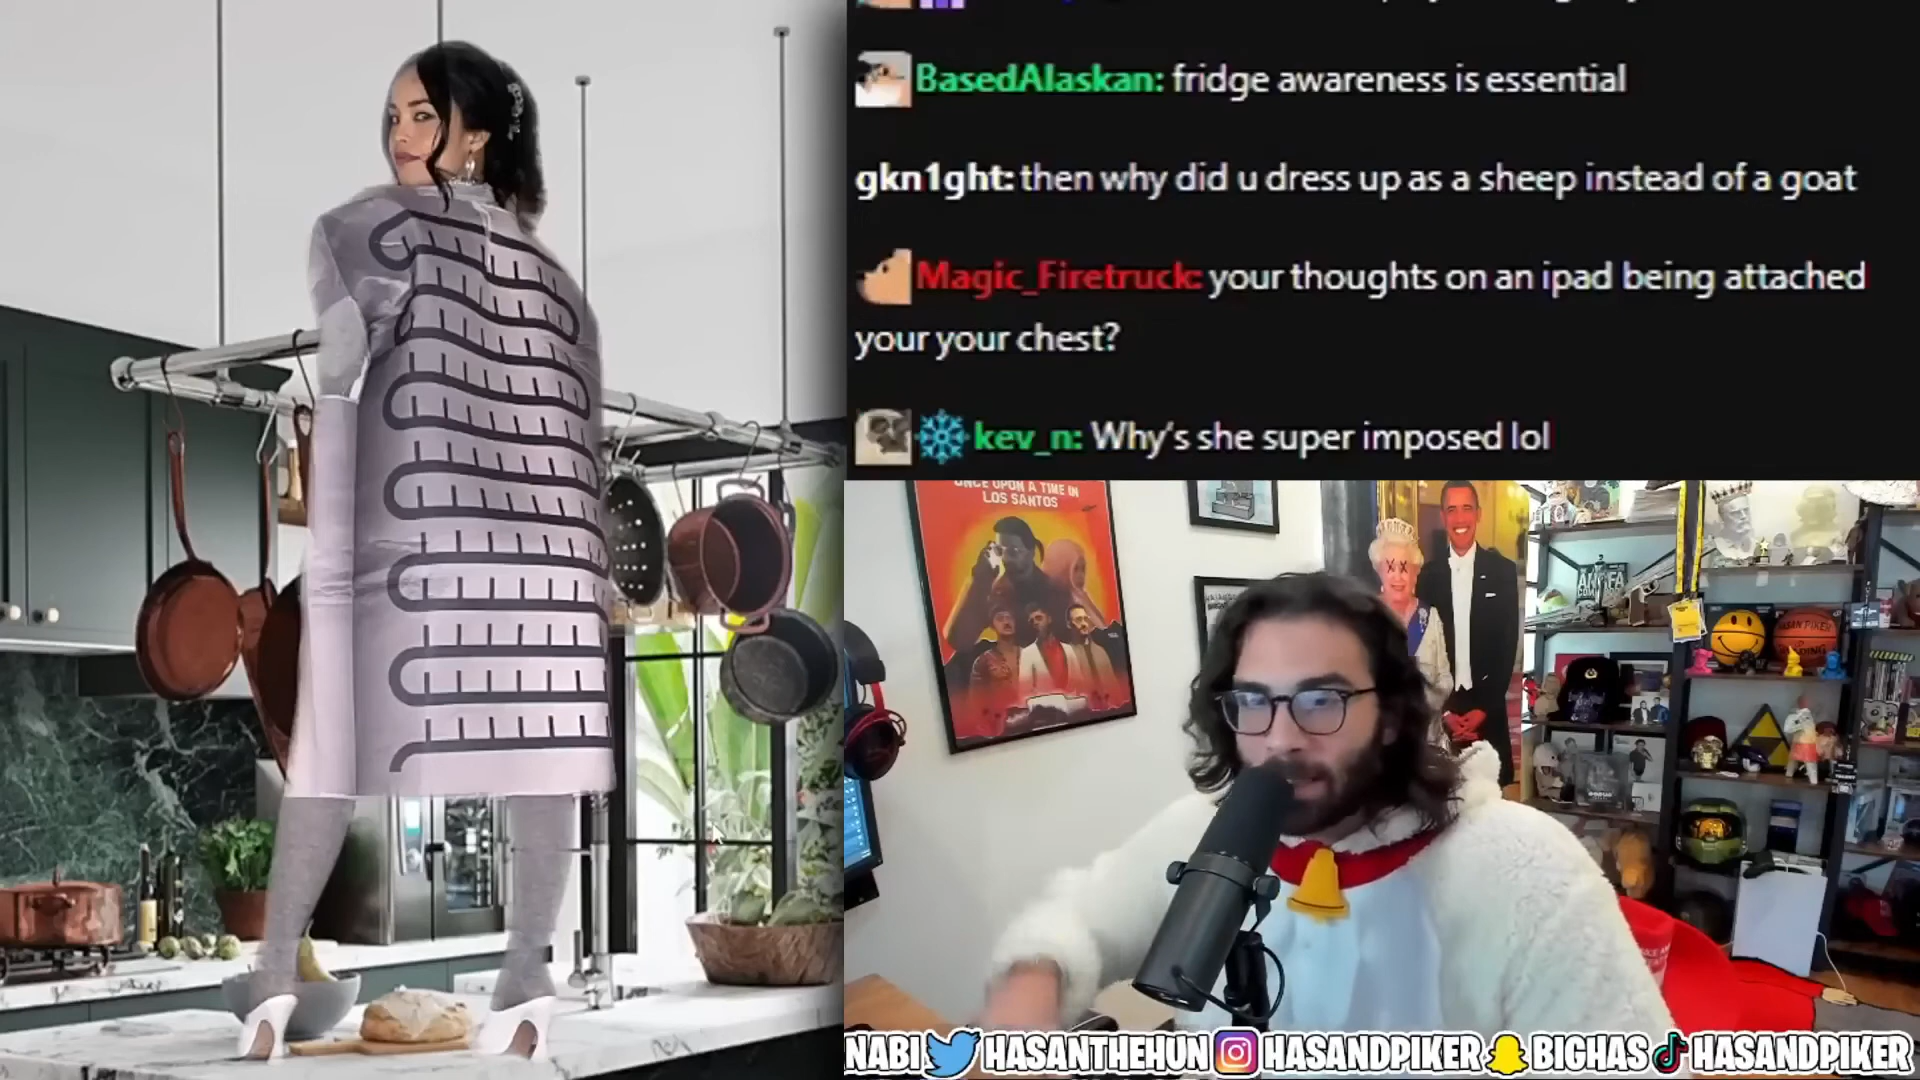 BasedAlaskan: fridge awareness is essential
gkn1ght: then why did u dress up as a sheep instead of a goat
Magic_Firetruck: your thoughts on an ipad being attached
your your chest?
kev_n: Why's she super imposed lol
ONCE UPON A TIME IN
LOS SANTOS
HASAN PIKER
NABI HASANTHEHUN HASANDPIKER BIGHAS HASANDPIKER